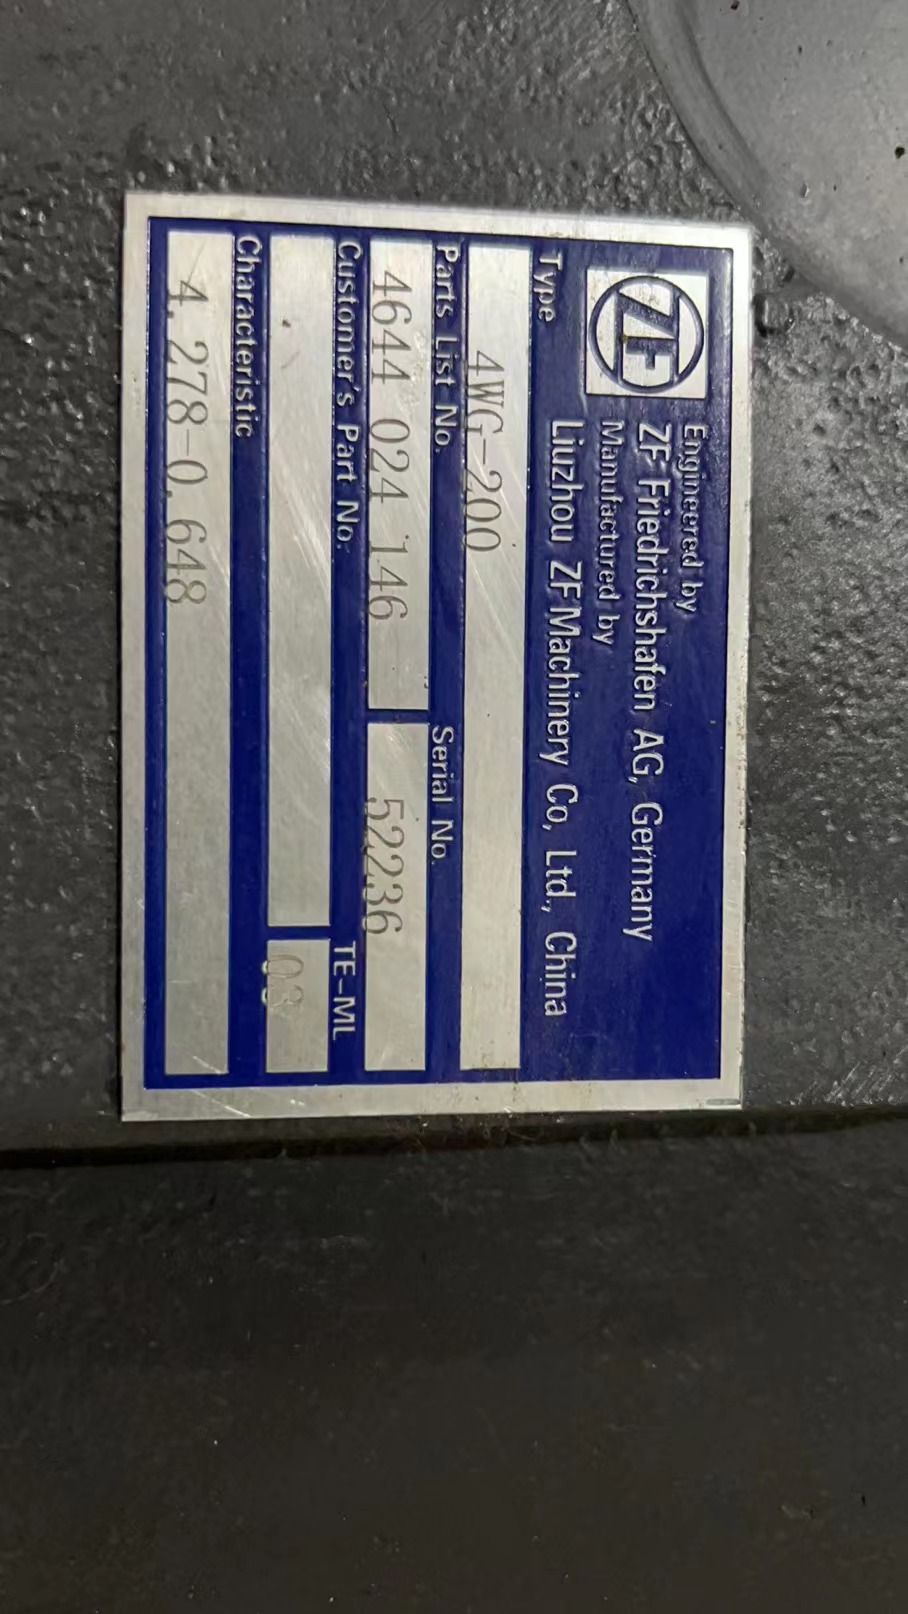 ZF
Engineered by
ZF Friedrichshafen AG, Germany
Manufactured by
Liuzhou ZF Machinery Co, Ltd., China
Type
4WG-200
Parts List No. Serial No.
4644 024 146 52236
Customer's Part No. TE-ML
03
Characteristic
4.278-0.648